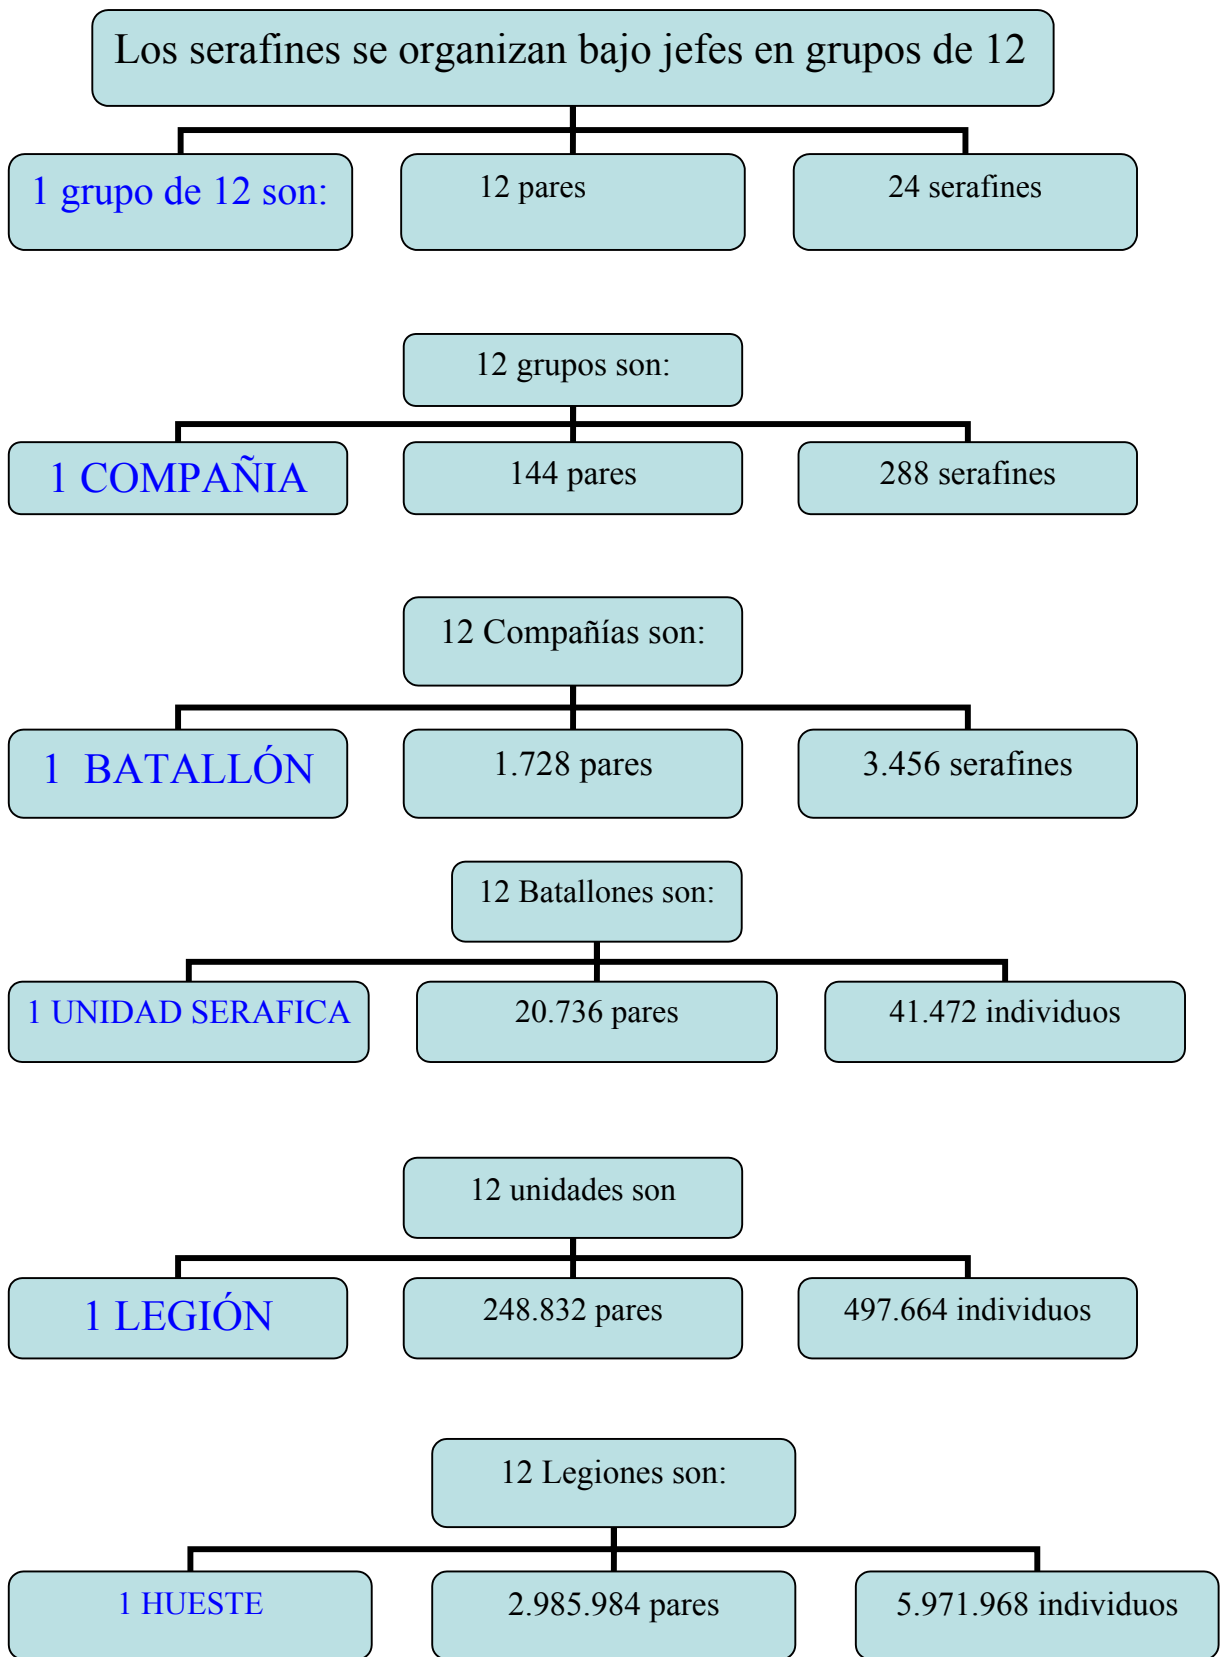 Los serafines se organizan bajo jefes en grupos de 12
1 grupo de 12 son:
12 pares
24 serafines
12 grupos son:
1 COMPAÑIA
144 pares
288 serafines
12 Compañías son:
1 BATALLÓN
1.728 pares
3.456 serafines
12 Batallones son:
1 UNIDAD SERAFICA
20.736 pares
41.472 individuos
12 unidades son
1 LEGIÓN
248.832 pares
497.664 individuos
12 Legiones son:
1 HUESTE
2.985.984 pares
5.971.968 individuos